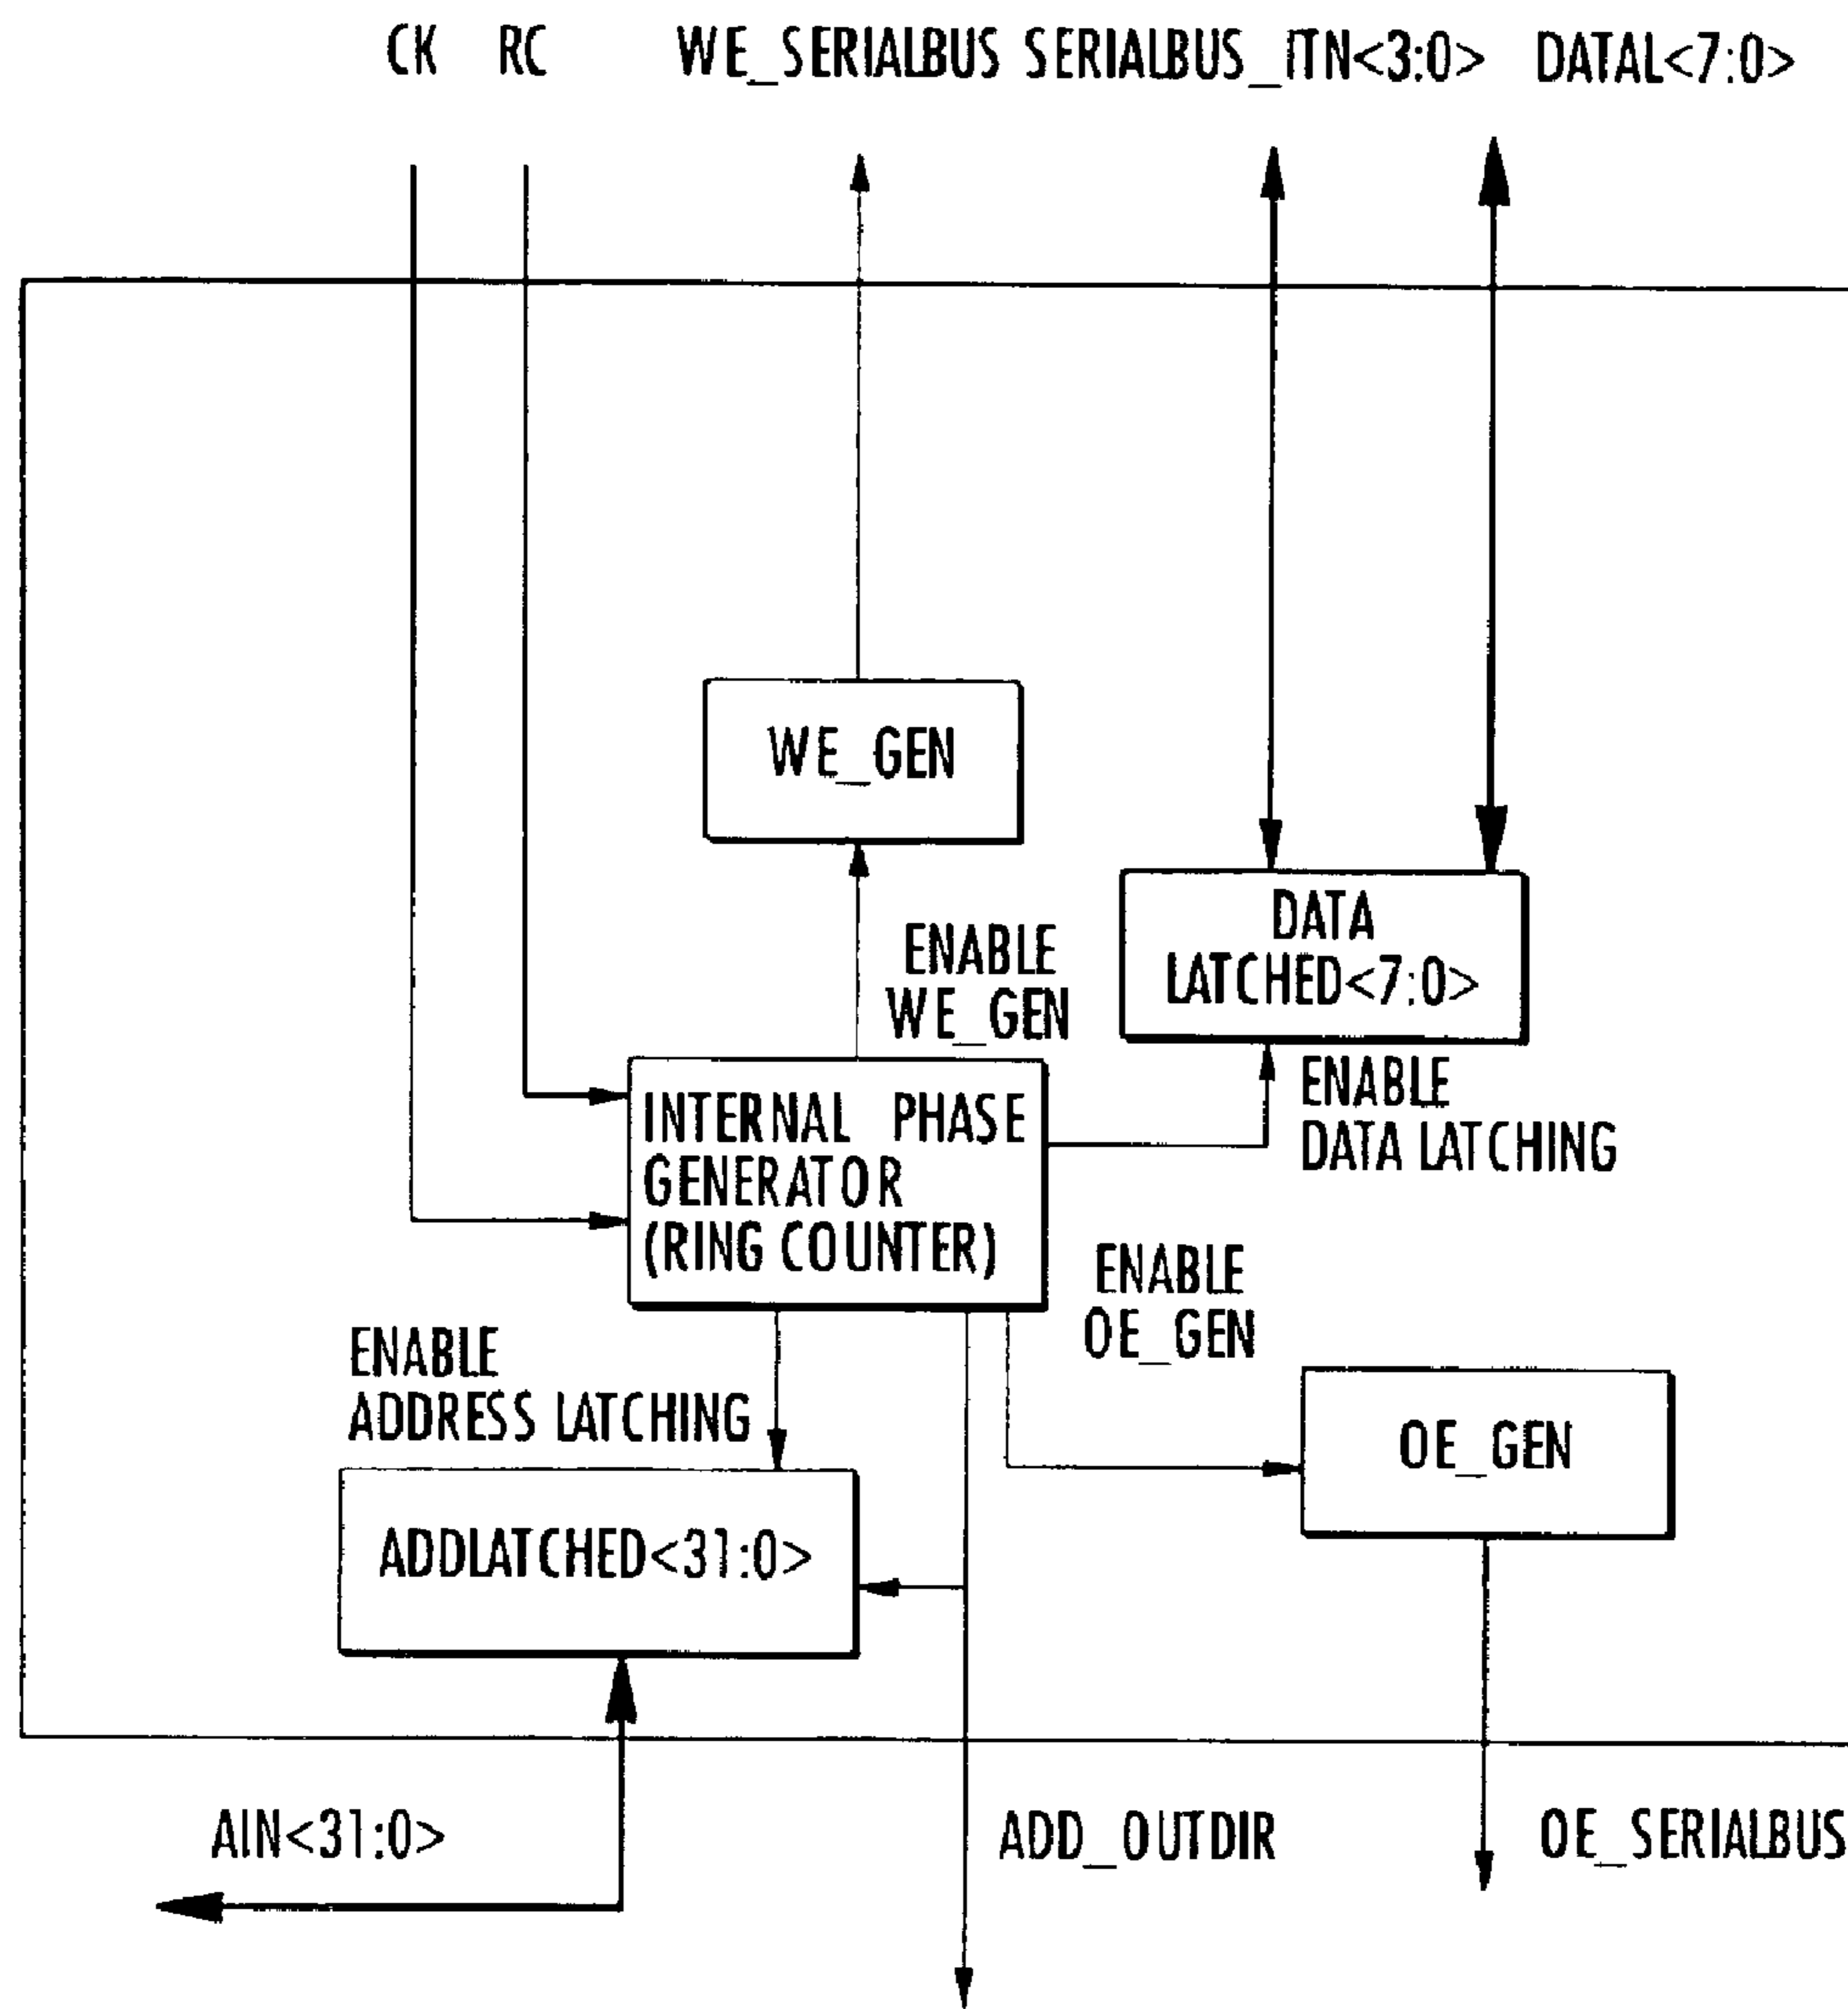 CK RC WE_SERIALBUS SERIALBUS_ITN<3:0> DATAL<7:0>
WE_GEN
DATA
LATCHED<7:0>
ENABLE
WE_GEN
ENABLE
DATA LATCHING
INTERNAL PHASE
GENERATOR
(RING COUNTER)
ENABLE
OE_GEN
ENABLE
ADDRESS LATCHING
OE_GEN
ADDLATCHED<31:0>
AIN<31:0>
ADD_OUTDIR
OE_SERIALBUS